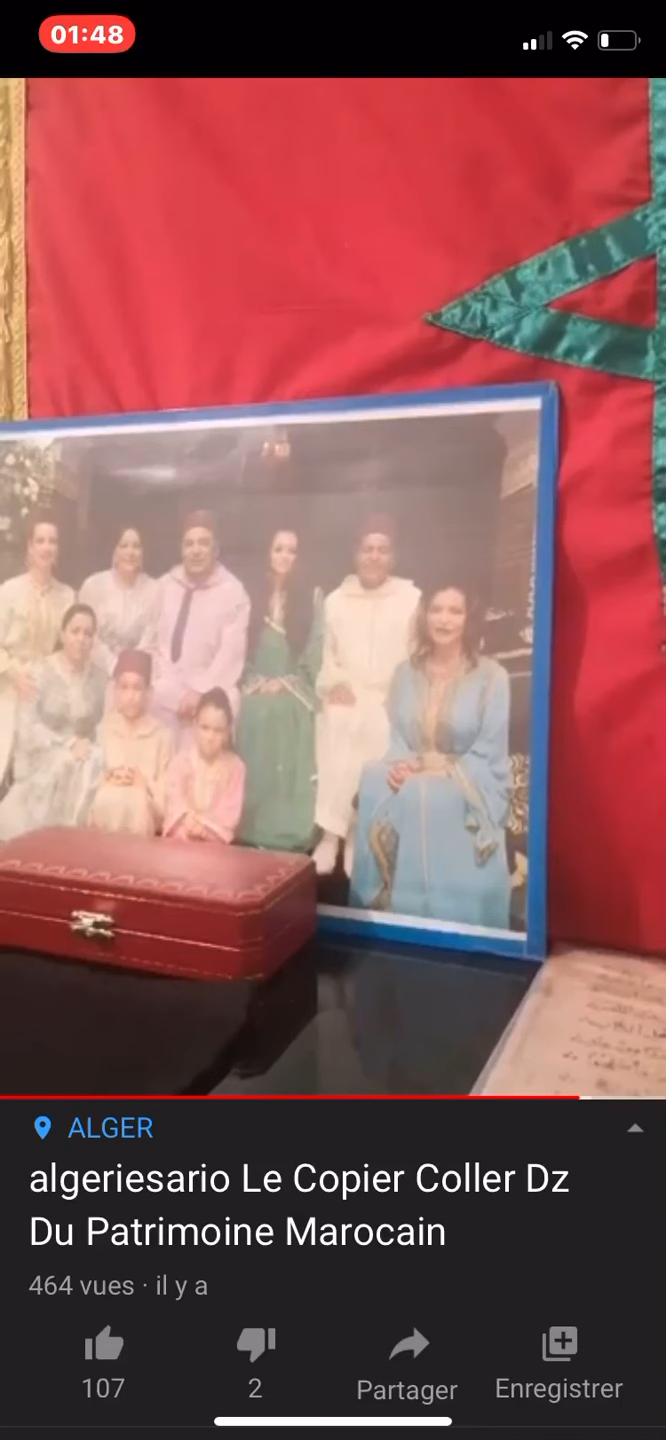 01:48
ALGER
algeriesario Le Copier Coller Dz
Du Patrimoine Marocain
464 vues · il y a
107
2
Partager
Enregistrer